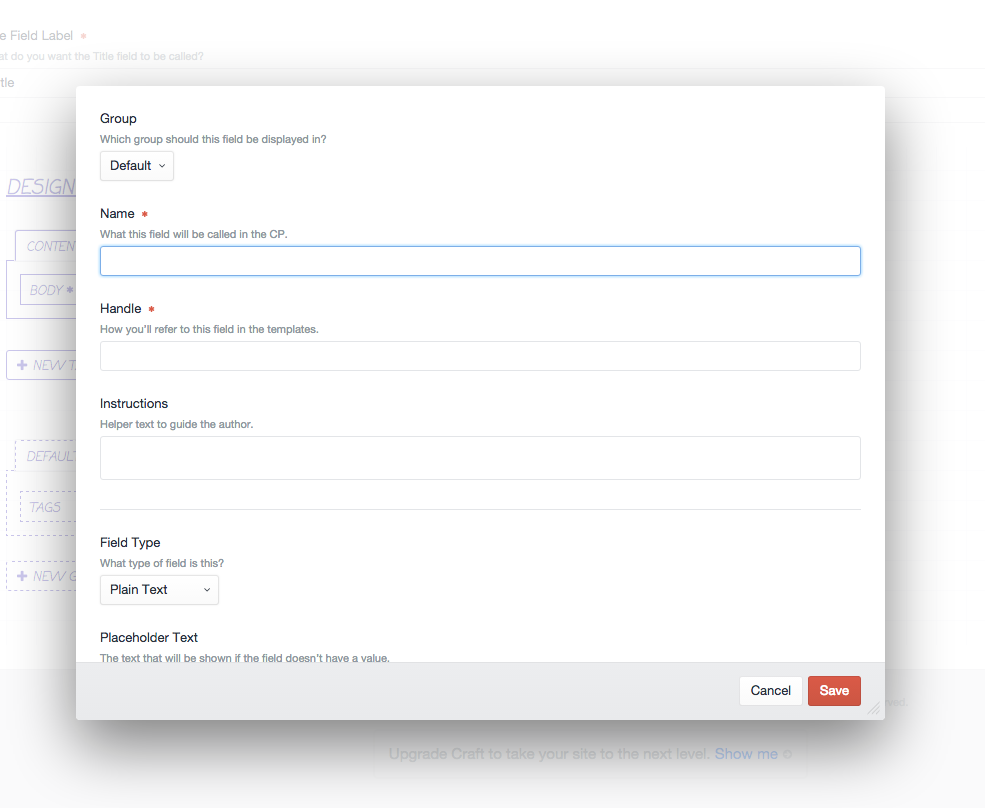 e Field Label *
at do you want the Title field to be called?
tle
Group
Which group should this field be displayed in?
Default
Name *
What this field will be called in the CP.
DESIGN
Handle *
How you'll refer to this field in the templates.
CONTEN
BODY *
NEW T
Instructions
Helper text to guide the author.
DEFAULT
TAGS
Field Type
What type of field is this?
NEW G
Plain Text
Placeholder Text
The text that will be shown if the field doesn't have a value.
Cancel
Save
Upgrade Craft to take your site to the next level. Show me